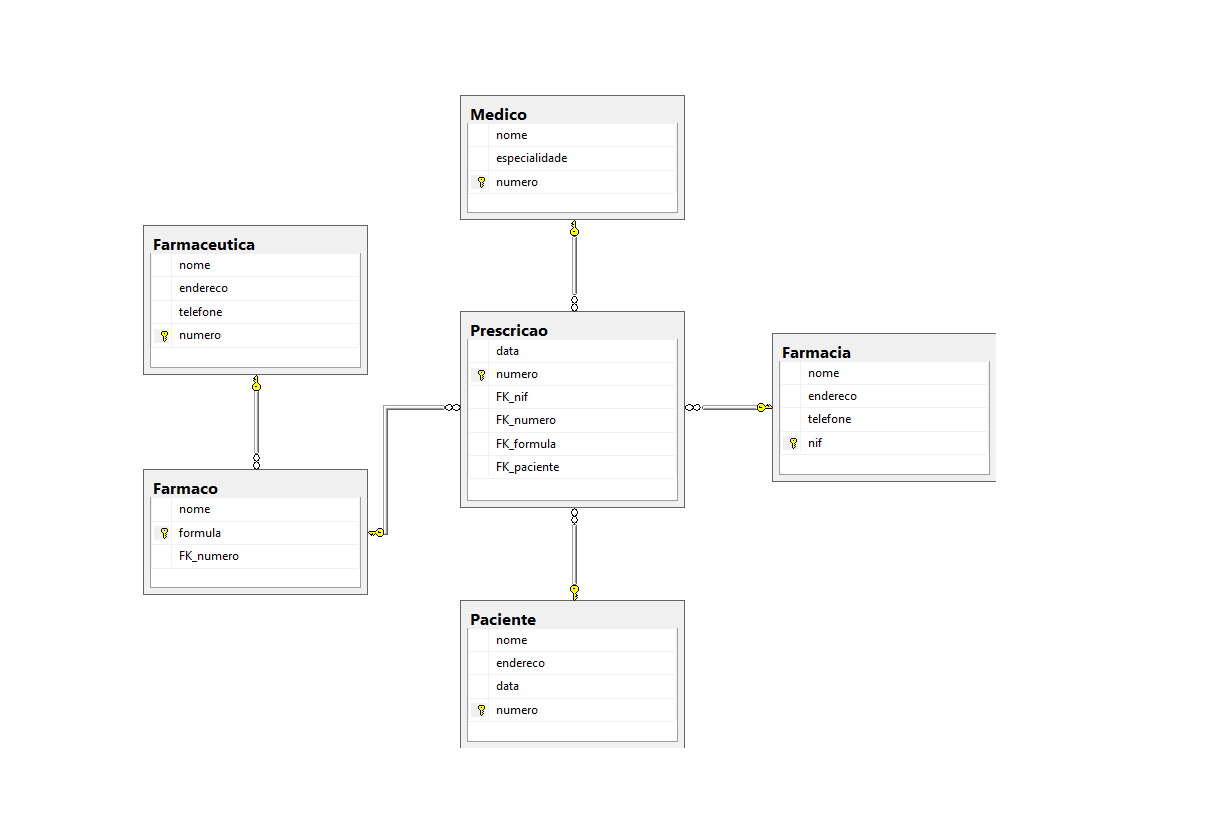 Medico
nome
especialidade
numero
Farmaceutica
nome
endereco
telefone
numero
Prescricao
data
numero
FK_nif
FK_numero
FK_formula
FK_paciente
Farmacia
nome
endereco
telefone
nif
Farmaco
nome
formula
FK_numero
Paciente
nome
endereco
data
numero